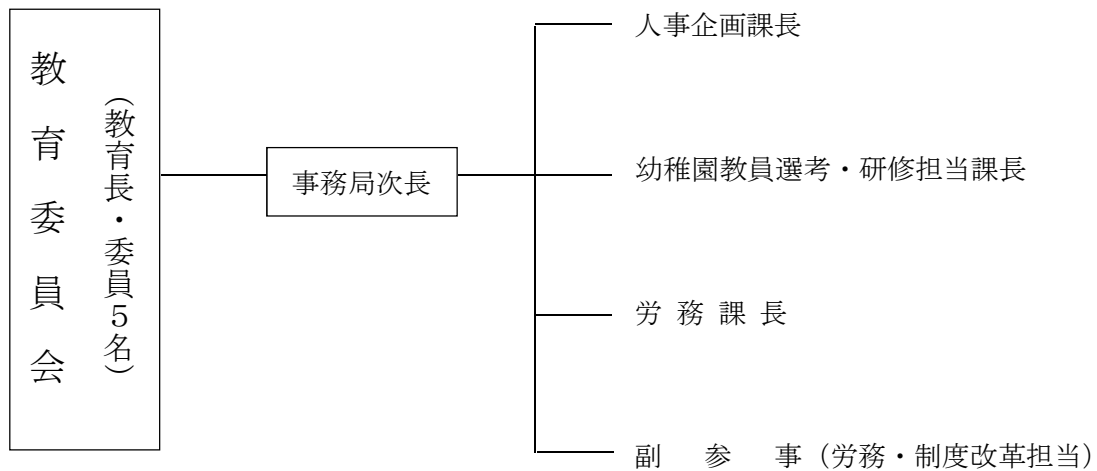 教育委員会
（教育長・委員５名）
事務局次長
人事企画課長
幼稚園教員選考・研修担当課長
労務課長
副参事（労務・制度改革担当）